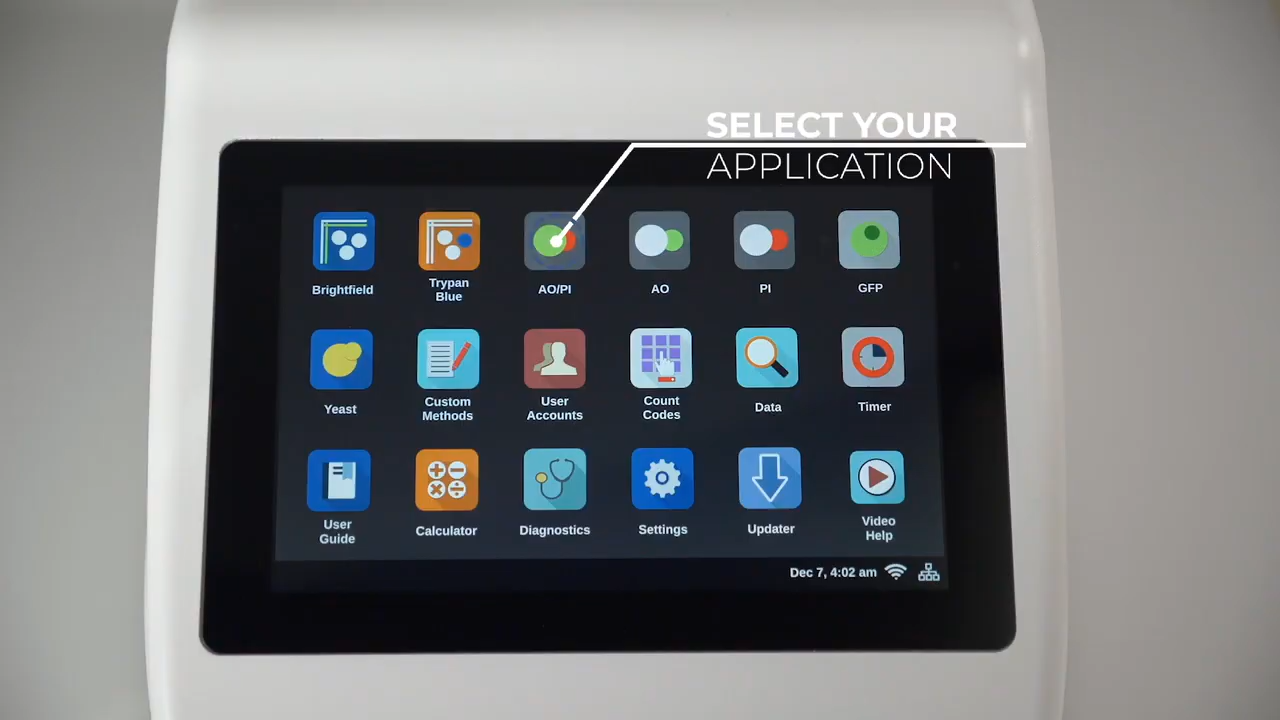 SELECT YOUR
APPLICATION
Brightfield
Trypan
Blue
AO/PI
AO
PI
GFP
Yeast
Custom
Methods
User
Accounts
Count
Codes
Data
Timer
User
Guide
Calculator
Diagnostics
Settings
Updater
Video
Help
Dec 7, 4:02 am